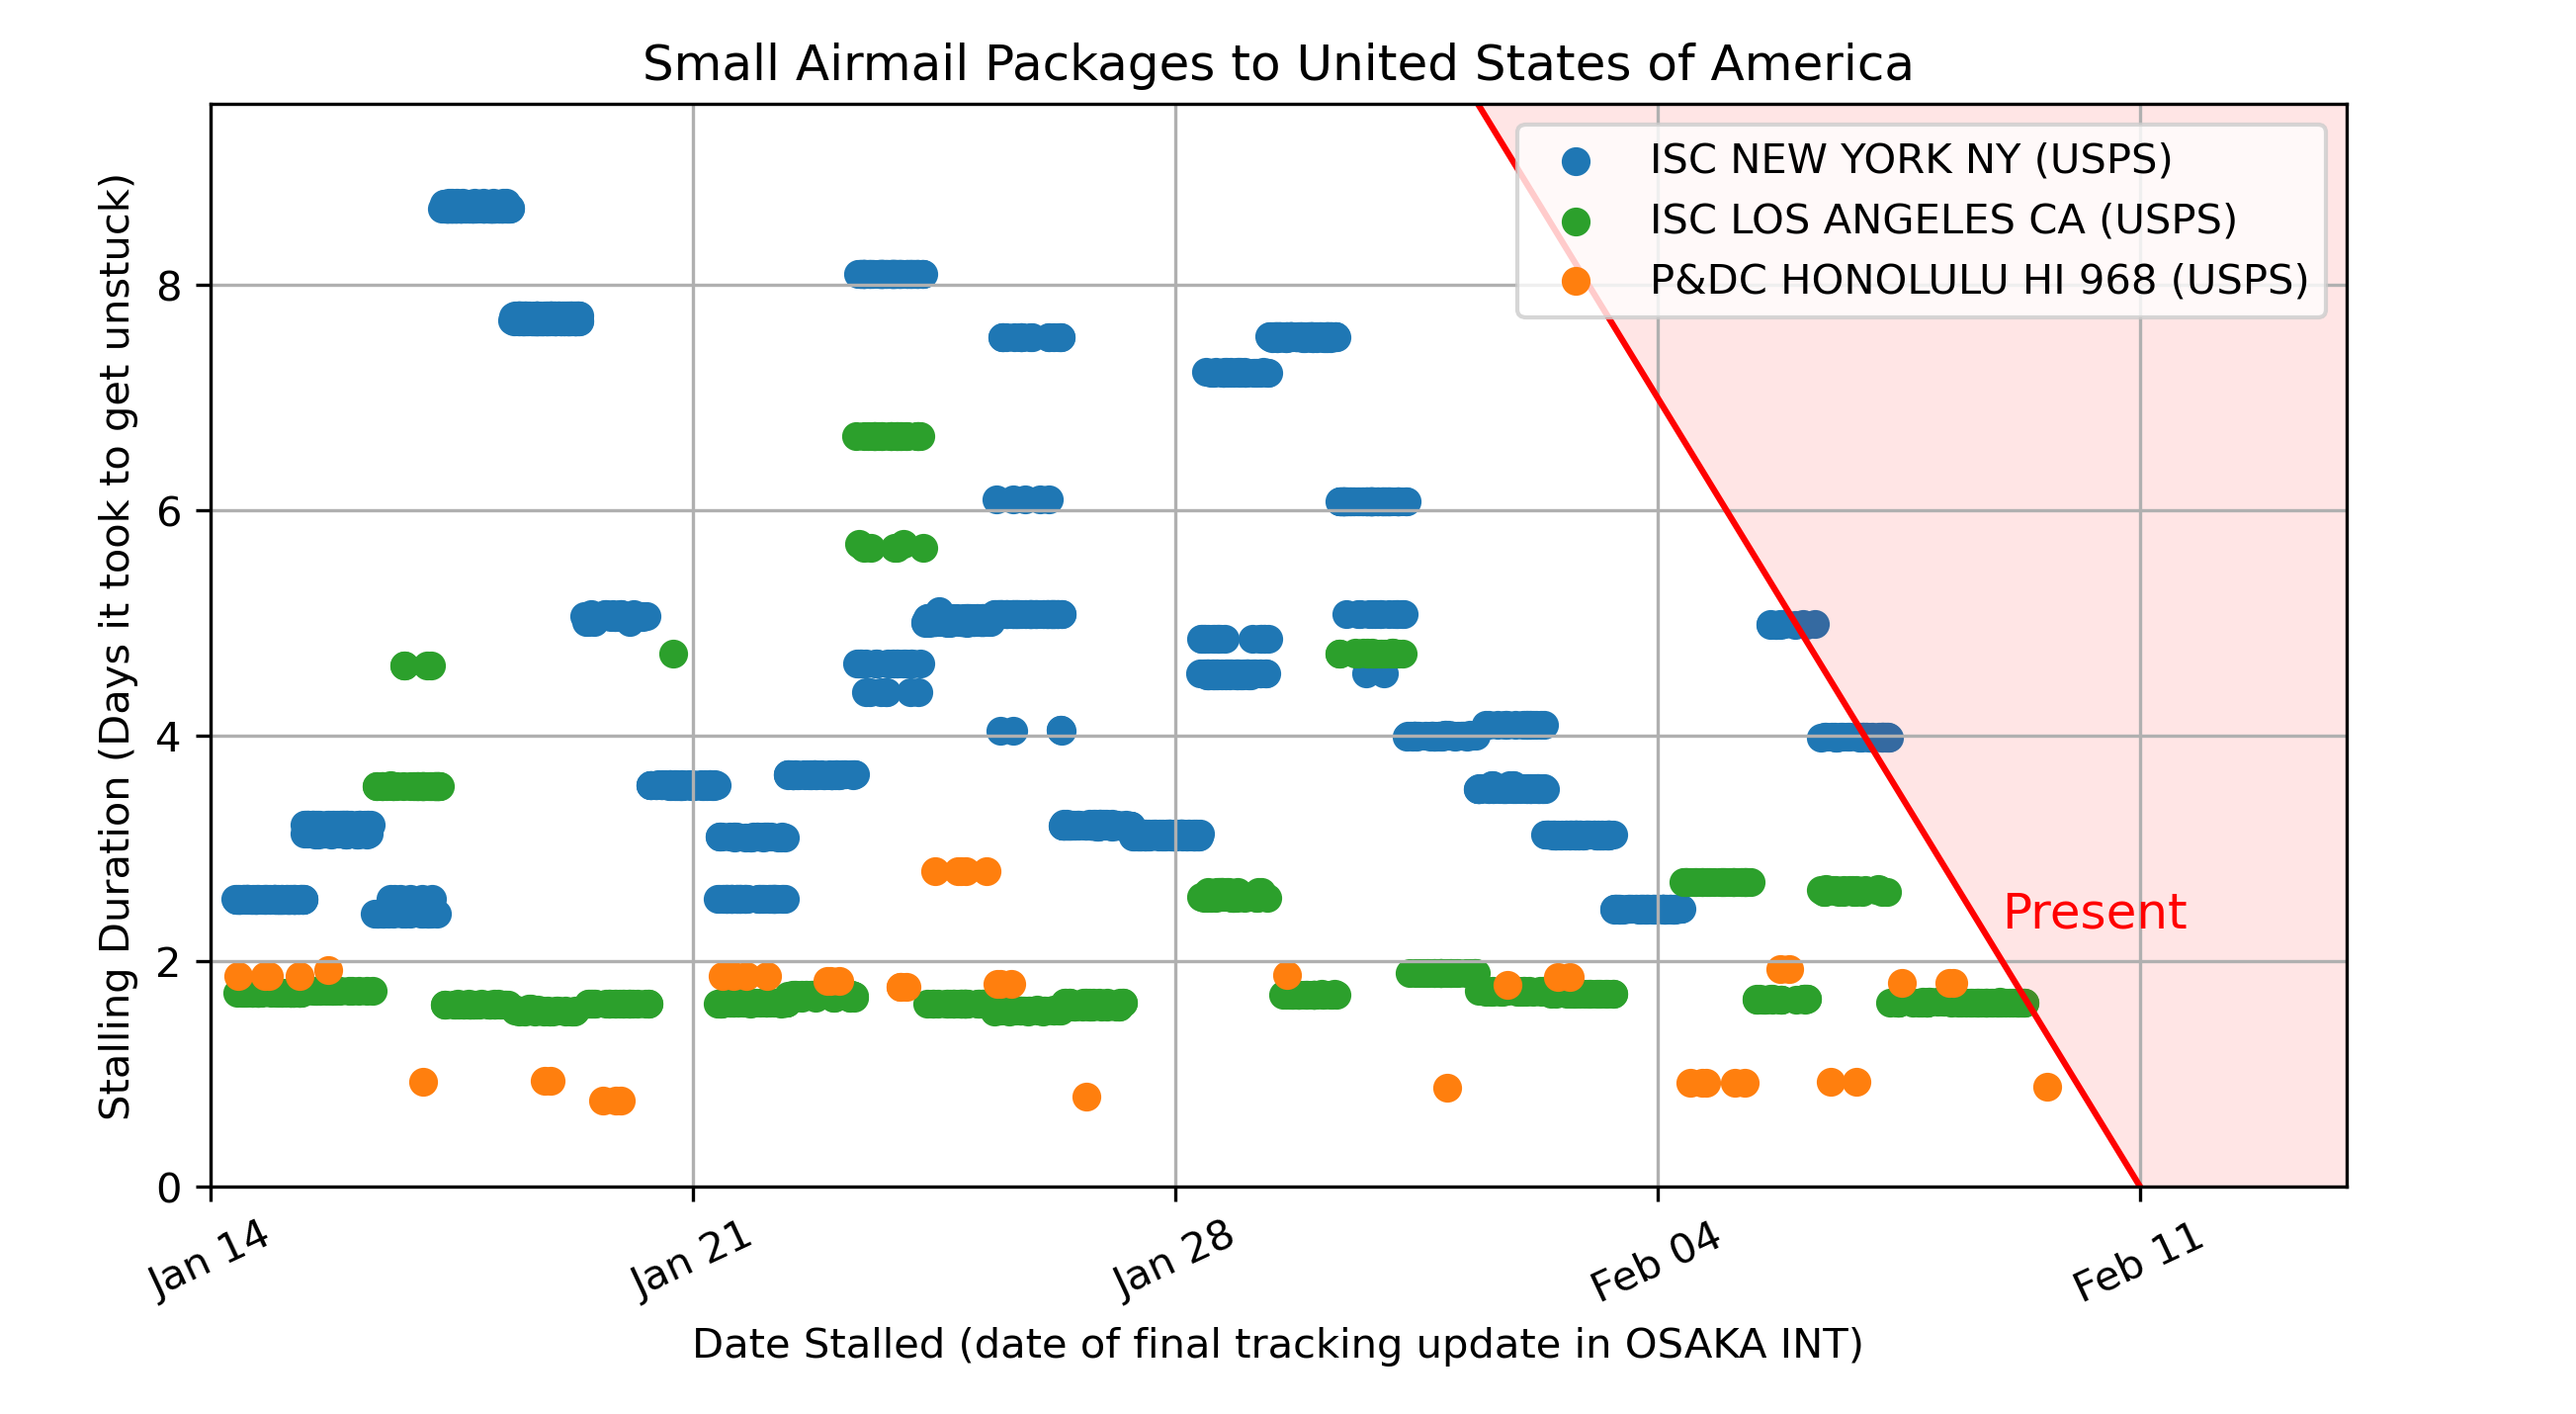 Small Airmail Packages to United States of America
ISC NEW YORK NY (USPS)
ISC LOS ANGELES CA (USPS)
P&DC HONOLULU HI 968 (USPS)
Stalling Duration (Days it took to get unstuck)
8
6
4
2
0
Present
Jan 14
Jan 21
Jan 28
Feb 04
Feb 11
Date Stalled (date of final tracking update in OSAKA INT)